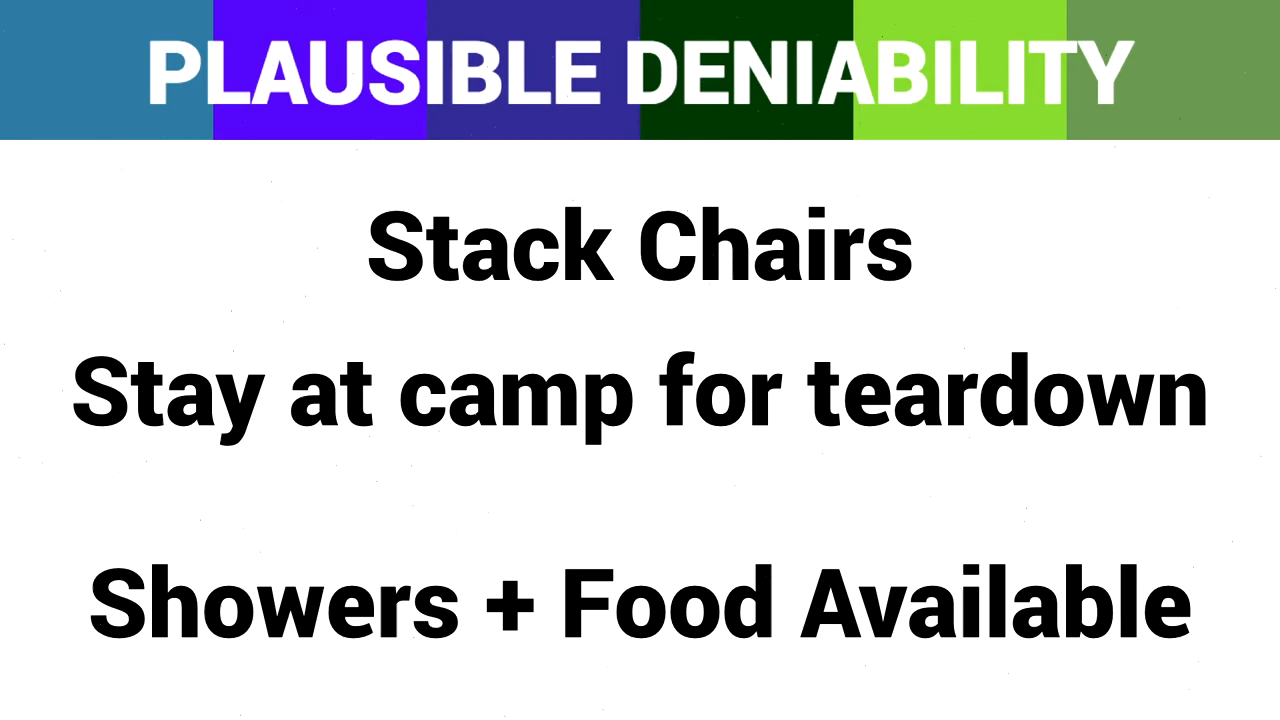 PLAUSIBLE DENIABILITY
Stack Chairs
Stay at camp for teardown
Showers + Food Available